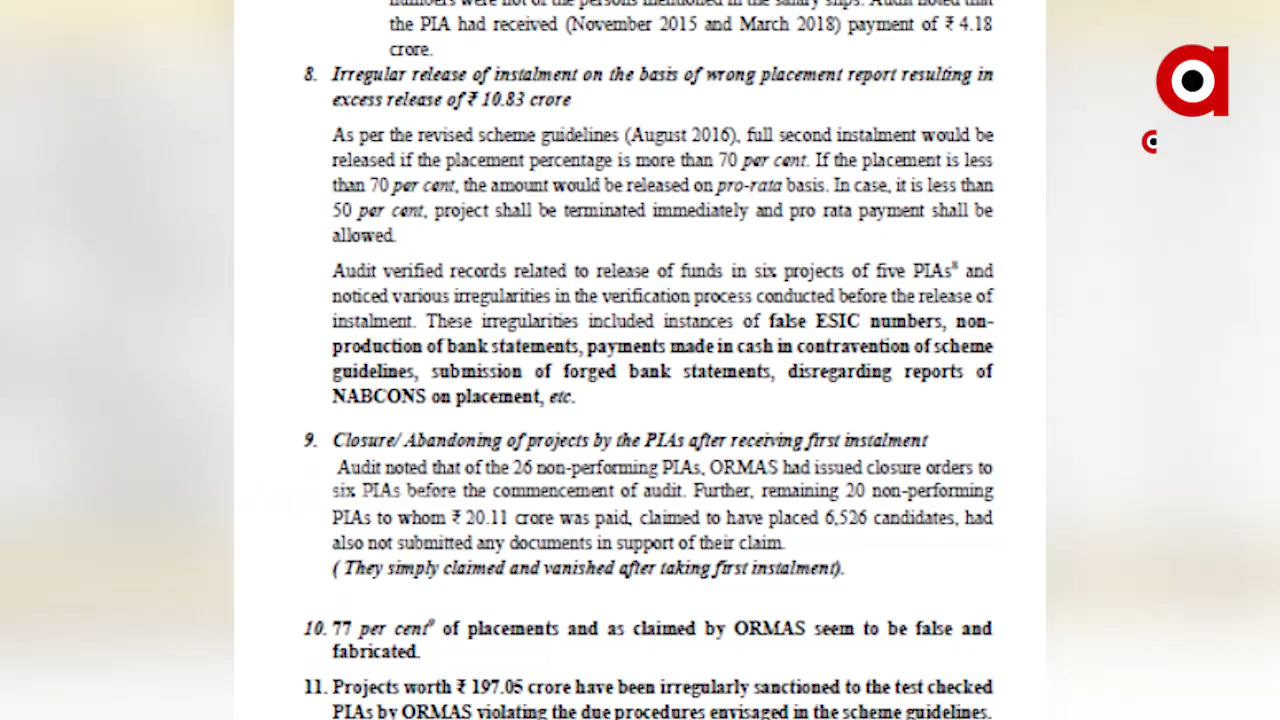 numbers were not of the persons mentioned in the salary slips. Audit noted that
the PIA had received (November 2015 and March 2018) payment of ₹ 4.18
crore.
8. Irregular release of instalment on the basis of wrong placement report resulting in
excess release of ₹ 10.83 crore
As per the revised scheme guidelines (August 2016), full second instalment would be
released if the placement percentage is more than 70 per cent. If the placement is less
than 70 per cent, the amount would be released on pro-rata basis. In case, it is less than
50 per cent, project shall be terminated immediately and pro rata payment shall be
allowed.
Audit verified records related to release of funds in six projects of five PIAs⁸ and
noticed various irregularities in the verification process conducted before the release of
instalment. These irregularities included instances of false ESIC numbers, non-
production of bank statements, payments made in cash in contravention of scheme
guidelines, submission of forged bank statements, disregarding reports of
NABCONS on placement, etc.
9. Closure/ Abandoning of projects by the PIAs after receiving first instalment
Audit noted that of the 26 non-performing PIAs, ORMAS had issued closure orders to
six PIAs before the commencement of audit. Further, remaining 20 non-performing
PIAs to whom ₹ 20.11 crore was paid, claimed to have placed 6,526 candidates, had
also not submitted any documents in support of their claim.
( They simply claimed and vanished after taking first instalment).
10. 77 per cent⁹ of placements and as claimed by ORMAS seem to be false and
fabricated.
11. Projects worth ₹ 197.05 crore have been irregularly sanctioned to the test checked
PIAs by ORMAS violating the due procedures envisaged in the scheme guidelines.